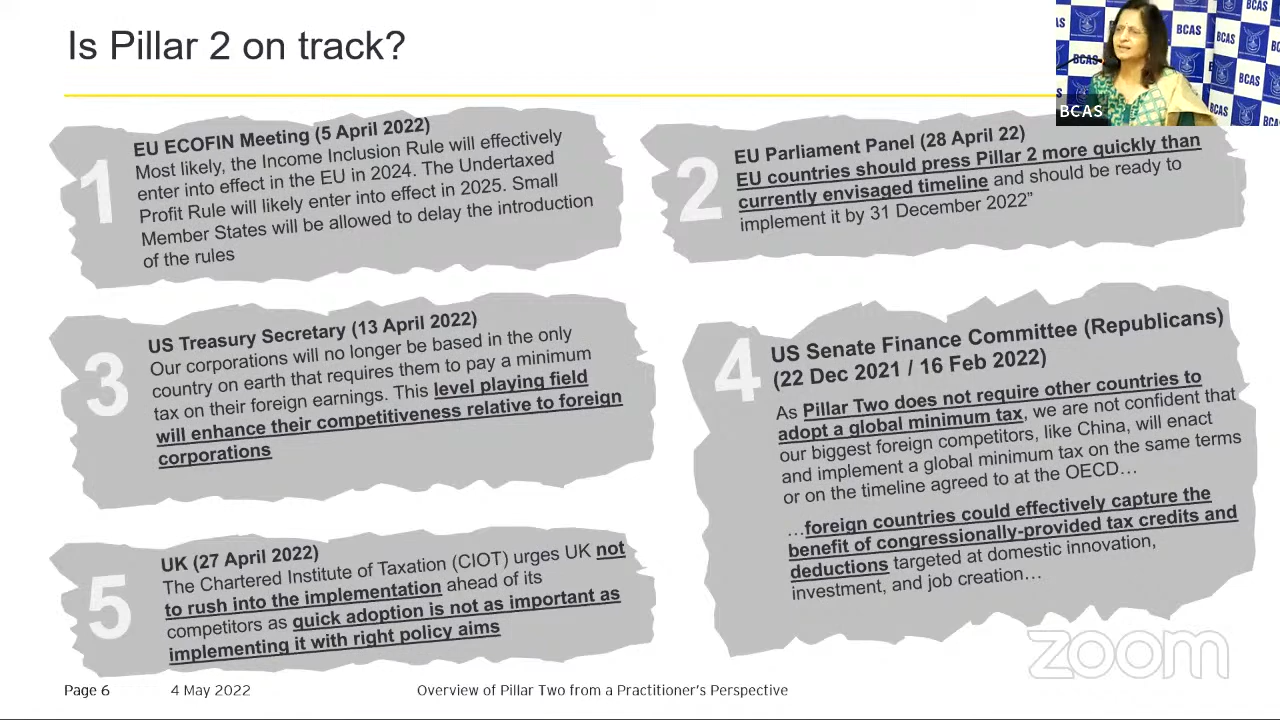 Is Pillar 2 on track?
BCAS
BCAS
BCAS
BCAS
BCAS
1
EU ECOFIN Meeting (5 April 2022)
Most likely, the Income Inclusion Rule will effectively
enter into effect in the EU in 2024. The Undertaxed
Profit Rule will likely enter into effect in 2025. Small
Member States will be allowed to delay the introduction
of the rules
2
EU Parliament Panel (28 April 22)
EU countries should press Pillar 2 more quickly than
currently envisaged timeline and should be ready to
implement it by 31 December 2022”
3
US Treasury Secretary (13 April 2022)
Our corporations will no longer be based in the only
country on earth that requires them to pay a minimum
tax on their foreign earnings. This level playing field
will enhance their competitiveness relative to foreign
corporations
4
US Senate Finance Committee (Republicans)
(22 Dec 2021 / 16 Feb 2022)
As Pillar Two does not require other countries to
adopt a global minimum tax, we are not confident that
our biggest foreign competitors, like China, will enact
and implement a global minimum tax on the same terms
or on the timeline agreed to at the OECD…
…foreign countries could effectively capture the
benefit of congressionally-provided tax credits and
deductions targeted at domestic innovation,
investment, and job creation…
5
UK (27 April 2022)
The Chartered Institute of Taxation (CIOT) urges UK not
to rush into the implementation ahead of its
competitors as quick adoption is not as important as
implementing it with right policy aims
zoom
Page 6 4 May 2022 Overview of Pillar Two from a Practitioner's Perspective